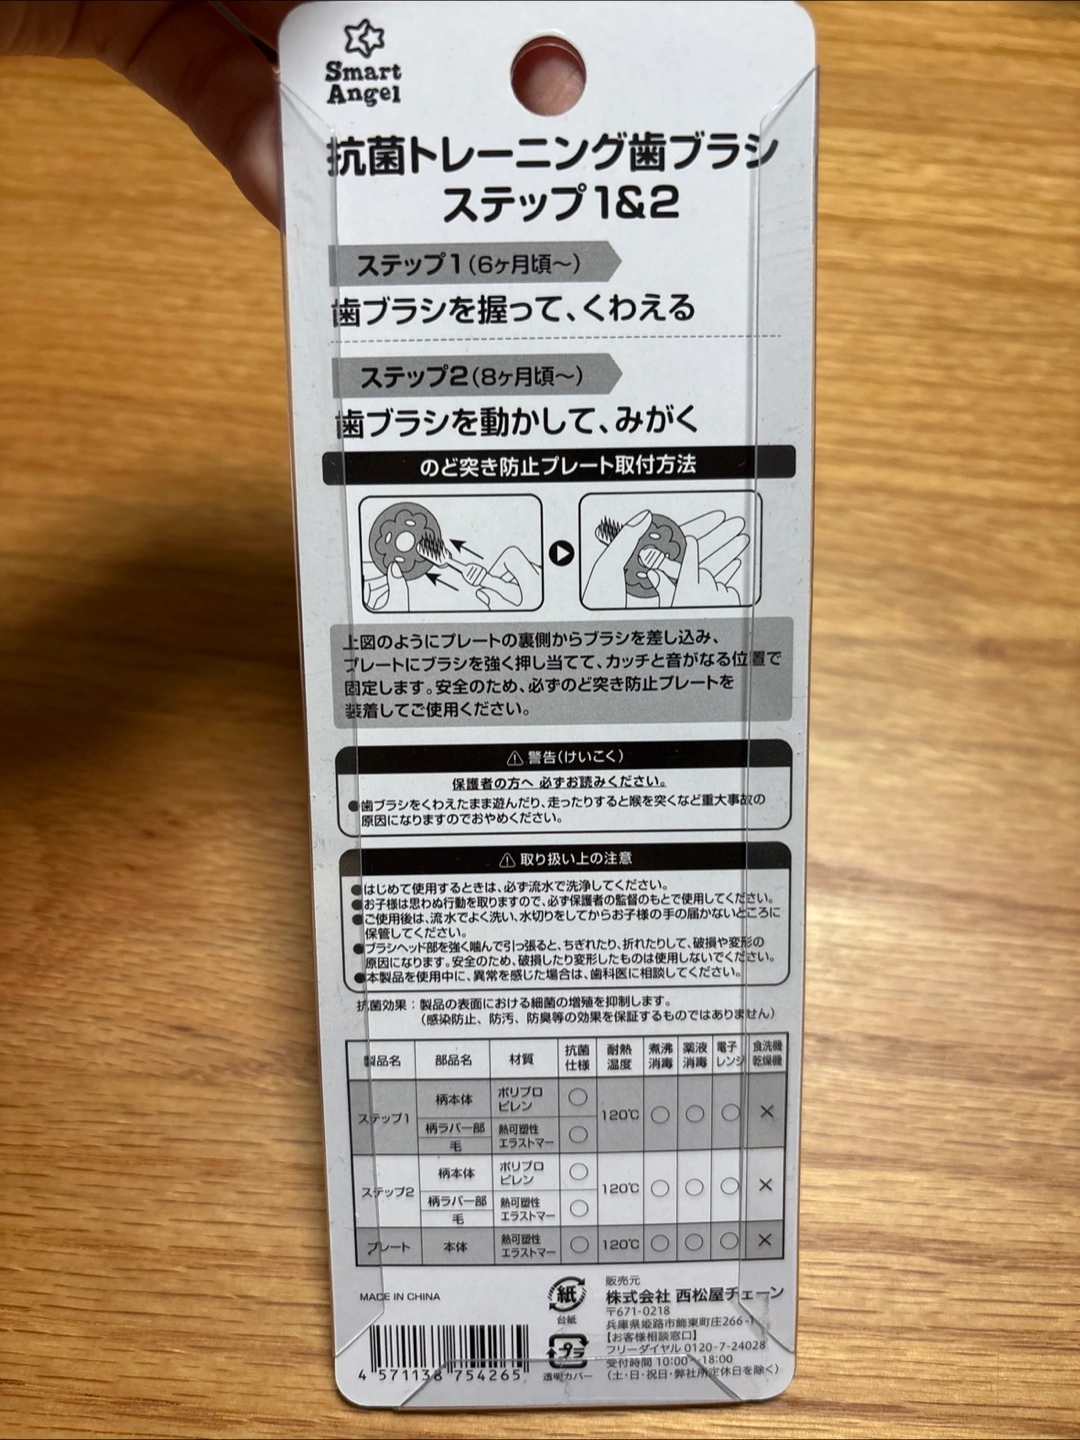 Smart
Angel
抗菌トレーニング歯ブラシ
ステップ1&2
ステップ1(6ヶ月頃〜)
歯ブラシを握って、くわえる
ステップ2(8ヶ月頃〜)
歯ブラシを動かして、みがく
のど突き防止プレート取付方法
上図のようにプレートの裏側からブラシを差し込み、
プレートにブラシを強く押し当てて、カッチと音がなる位置で
固定します。安全のため、必ずのど突き防止プレートを
装着してご使用ください。
⚠警告(けいこく)
保護者の方へ 必ずお読みください。
●歯ブラシをくわえたまま遊んだり、走ったりすると喉を突くなど重大事故の
原因になりますのでおやめください。
⚠取り扱い上の注意
●はじめて使用するときは、必ず流水で洗浄してください。
●お子様は思わぬ行動を取りますので、必ず保護者の監督のもとで使用してください。
●ご使用後は、流水でよく洗い、水切りをしてからお子様の手の届かないところに
保管してください。
●ブラシヘッド部を強く噛んで引っ張ると、ちぎれたり、折れたりして、破損や変形の
原因になります。安全のため、破損したり変形したものは使用しないでください。
●本製品を使用中に、異常を感じた場合は、歯科医に相談してください。
抗菌効果:製品の表面における細菌の増殖を抑制します。
(感染防止、防汚、防臭等の効果を保証するものではありません)
製品名 部品名 材質 抗菌仕様 耐熱温度 煮沸消毒 薬液消毒 電子レンジ 食洗機乾燥機
ステップ1 柄本体 ポリプロピレン ○ 120℃ ○ ○ ○ ×
柄ラバー部 毛 熱可塑性エラストマー ○
ステップ2 柄本体 ポリプロピレン ○ 120℃ ○ ○ ○ ×
柄ラバー部 毛 熱可塑性エラストマー ○
プレート 本体 熱可塑性エラストマー ○ 120℃ ○ ○ ○ ×
MADE IN CHINA
紙
台紙
プラ
透明カバー
販売元
株式会社 西松屋チェーン
〒671-0218
兵庫県姫路市飾東町庄266-1
【お客様相談窓口】
フリーダイヤル 0120-7-24028
受付時間 10:00〜18:00
(土・日・祝日・弊社所定休日を除く)
4 571138 754265